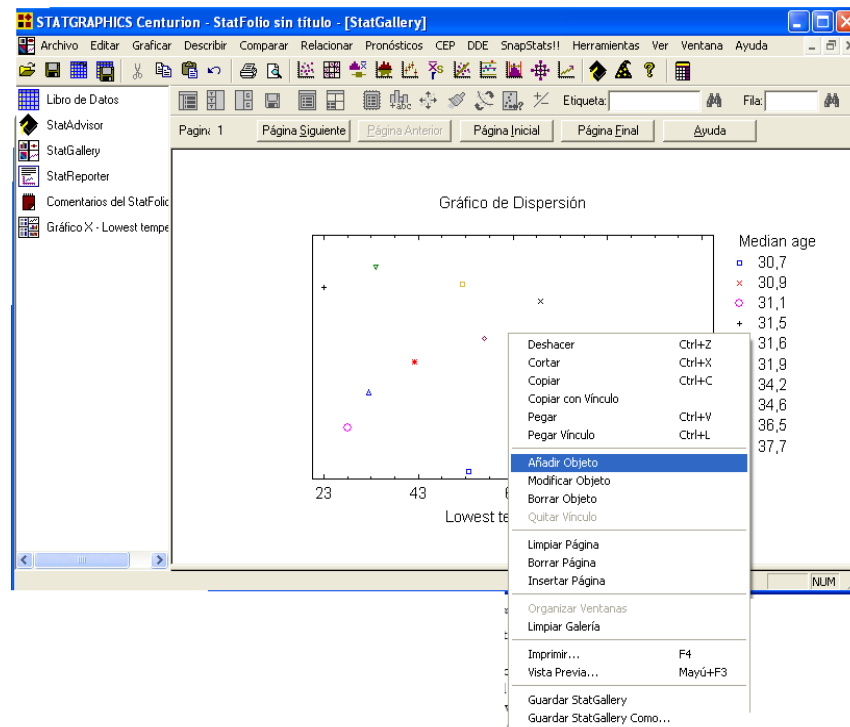 STATGRAPHICS Centurion - StatFolio sin título - [StatGallery]
Archivo Editar Graficar Describir Comparar Relacionar Pronósticos CEP DDE SnapStats!! Herramientas Ver Ventana Ayuda
Libro de Datos
StatAdvisor
StatGallery
StatReporter
Comentarios del StatFolio
Gráfico X - Lowest tempe
Etiqueta: Fila:
Pagina 1 Página Siguiente Página Anterior Página Inicial Página Final Ayuda
Gráfico de Dispersión
Median age
30,7
30,9
31,1
31,5
31,6
31,9
34,2
34,6
36,5
37,7
23 43
Lowest te
Deshacer Ctrl+Z
Cortar Ctrl+X
Copiar Ctrl+C
Copiar con Vínculo
Pegar Ctrl+V
Pegar Vínculo Ctrl+L
Añadir Objeto
Modificar Objeto
Borrar Objeto
Quitar Vínculo
Limpiar Página
Borrar Página
Insertar Página
Organizar Ventanas
Limpiar Galería
Imprimir... F4
Vista Previa... Mayú+F3
Guardar StatGallery
Guardar StatGallery Como...
NUM